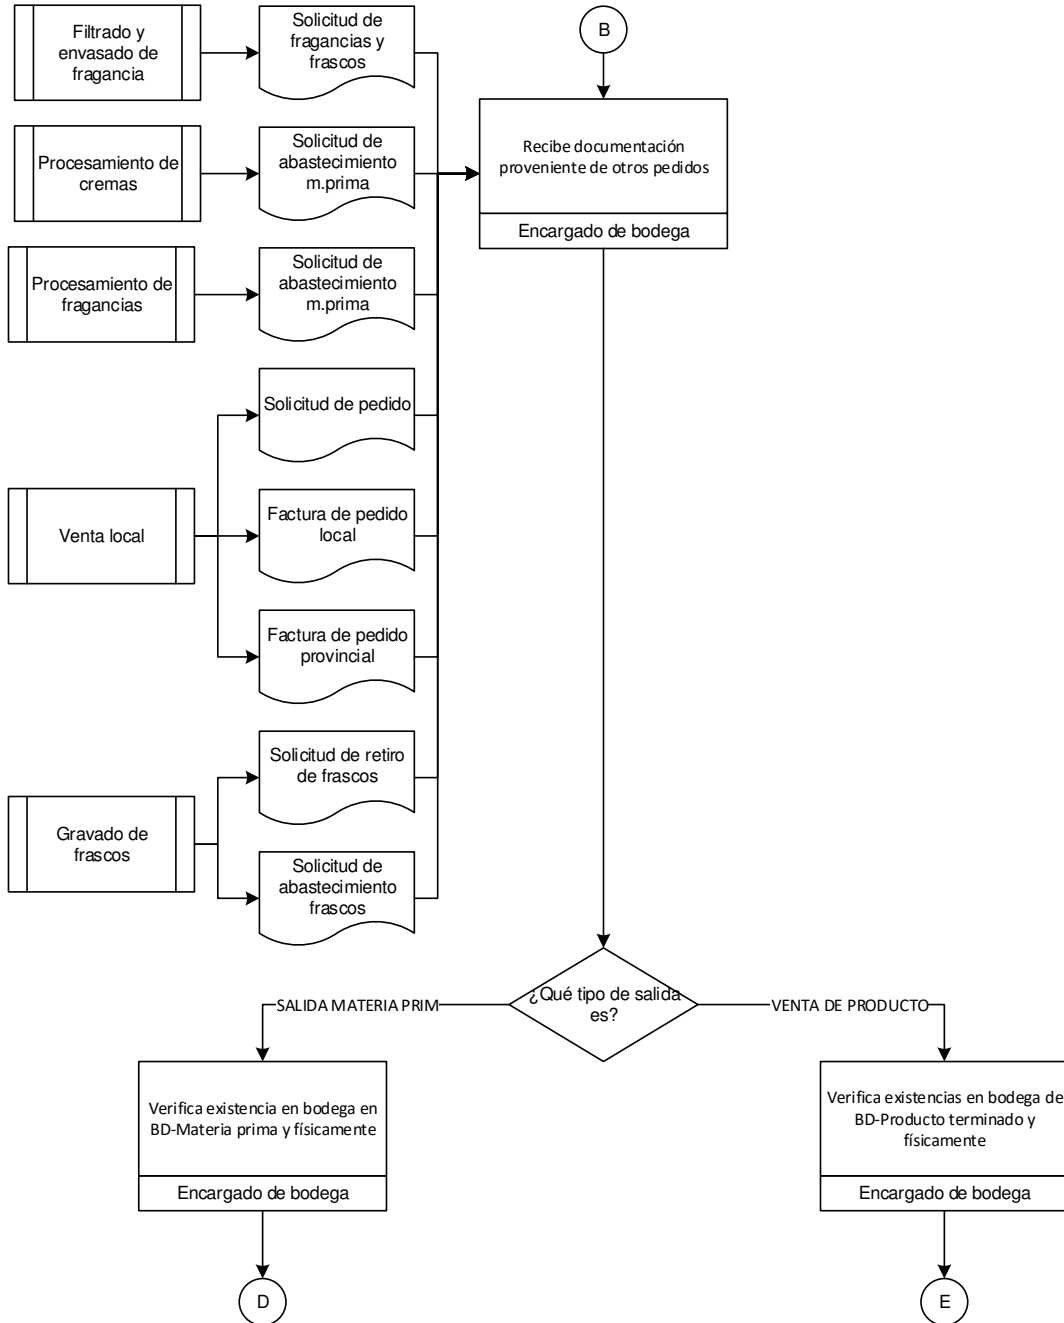 Filtrado y
envasado de
fragancia
Solicitud de
fragancias y
frascos
B
Recibe documentación
proveniente de otros pedidos
Encargado de bodega
Procesamiento de
cremas
Solicitud de
abastecimiento
m.prima
Procesamiento de
fragancias
Solicitud de
abastecimiento
m.prima
Venta local
Solicitud de pedido
Factura de pedido
local
Factura de pedido
provincial
Gravado de
frascos
Solicitud de retiro
de frascos
Solicitud de
abastecimiento
frascos
¿Qué tipo de salida
es?
SALIDA MATERIA PRIM
VENTA DE PRODUCTO
Verifica existencia en bodega en
BD-Materia prima y físicamente
Encargado de bodega
Verifica existencias en bodega de
BD-Producto terminado y
físicamente
Encargado de bodega
D
E